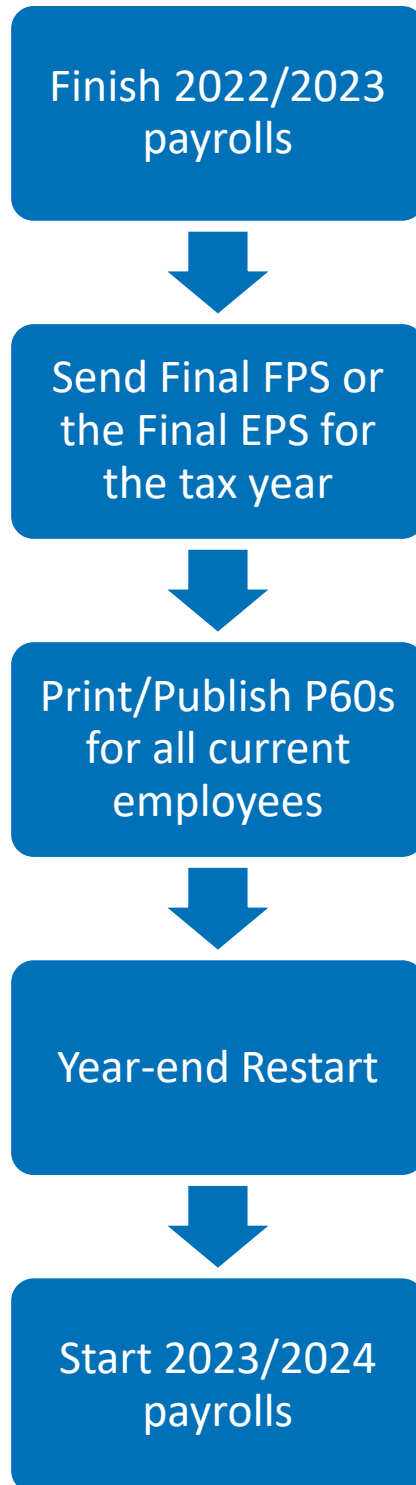 Finish 2022/2023
payrolls
Send Final FPS or
the Final EPS for
the tax year
Print/Publish P60s
for all current
employees
Year-end Restart
Start 2023/2024
payrolls